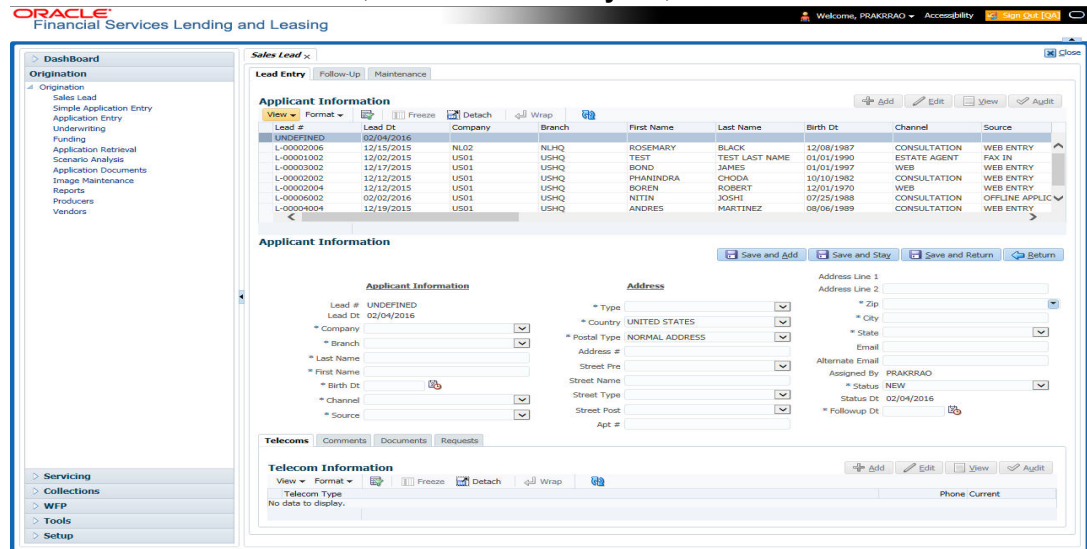 ORACLE
Financial Services Lending and Leasing
Welcome, PRAKRRAO Accessibility Sign Out [QA]
DashBoard
Origination
Origination
Sales Lead
Simple Application Entry
Application Entry
Underwriting
Funding
Application Retrieval
Scenario Analysis
Application Documents
Image Maintenance
Reports
Producers
Vendors
Servicing
Collections
WFP
Tools
Setup
Sales Lead x
Close
Lead Entry Follow-Up Maintenance
Applicant Information
Add Edit View Audit
View Format Freeze Detach Wrap
Lead # Lead Dt Company Branch First Name Last Name Birth Dt Channel Source
UNDEFINED 02/04/2016
L-00002006 12/15/2015 NL02 NLHQ ROSEMARY BLACK 12/08/1987 CONSULTATION WEB ENTRY
L-00001002 12/02/2015 US01 USHQ TEST TEST LAST NAME 01/01/1990 ESTATE AGENT FAX IN
L-00003002 12/17/2015 US01 USHQ BOND JAMES 01/01/1997 WEB WEB ENTRY
L-00002002 12/12/2015 US01 USHQ PHANINDRA CHODA 10/10/1982 CONSULTATION WEB ENTRY
L-00002004 12/12/2015 US01 USHQ BOREN ROBERT 12/01/1970 WEB WEB ENTRY
L-00006002 02/02/2016 US01 USHQ NITIN JOSHI 07/25/1988 CONSULTATION OFFLINE APPLIC
L-00004004 12/19/2015 US01 USHQ ANDRES MARTINEZ 08/06/1989 CONSULTATION WEB ENTRY
Applicant Information
Save and Add Save and Stay Save and Return Return
Applicant Information
Lead # UNDEFINED
Lead Dt 02/04/2016
* Company
* Branch
* Last Name
* First Name
* Birth Dt
* Channel
* Source
Address
* Type
* Country UNITED STATES
* Postal Type NORMAL ADDRESS
Address #
Street Pre
Street Name
Street Type
Street Post
Apt #
Address Line 1
Address Line 2
* Zip
* City
* State
Email
Alternate Email
Assigned By PRAKRRAO
* Status NEW
Status Dt 02/04/2016
* Followup Dt
Telecoms Comments Documents Requests
Telecom Information
Add Edit View Audit
View Format Freeze Detach Wrap
Telecom Type Phone Current
No data to display.